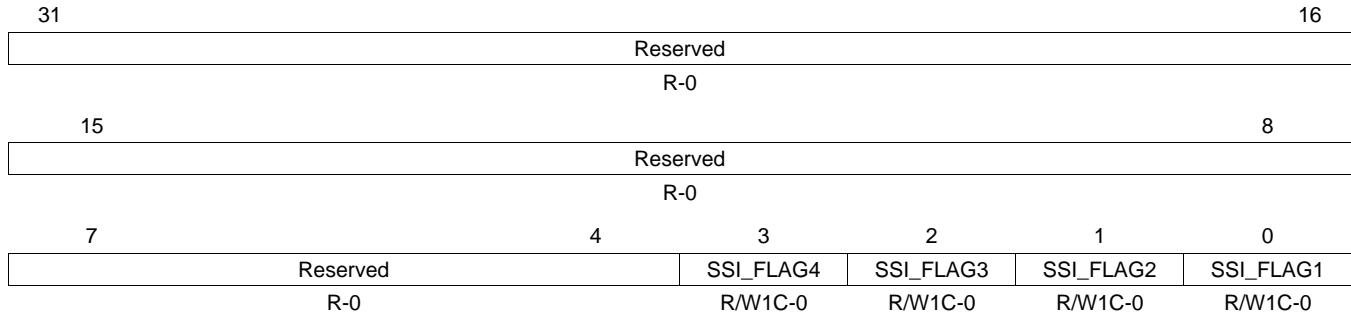 31 16
Reserved
R-0
15 8
Reserved
R-0
7 4 3 2 1 0
Reserved SSI_FLAG4 SSI_FLAG3 SSI_FLAG2 SSI_FLAG1
R-0 R/W1C-0 R/W1C-0 R/W1C-0 R/W1C-0